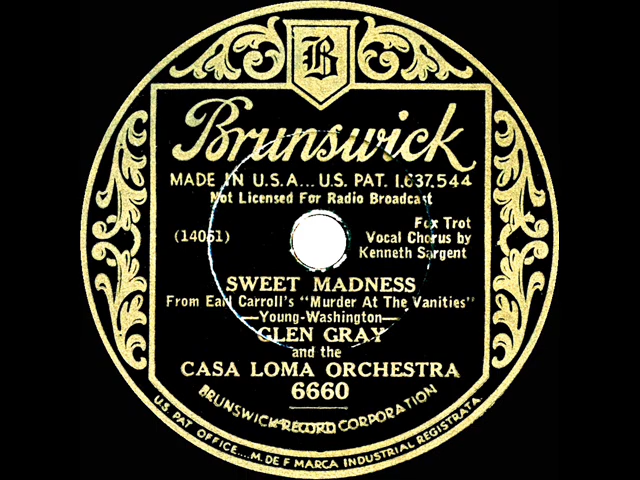 B
Brunswick
MADE IN U.S.A... U.S. PAT. 1,637,544
Not Licensed For Radio Broadcast
(14051) Fox Trot
Vocal Chorus by
Kenneth Sargent
SWEET MADNESS
From Earl Carroll's "Murder At The Vanities"
—Young-Washington—
GLEN GRAY
and the
CASA LOMA ORCHESTRA
6660
BRUNSWICK RECORD CORPORATION
U.S. PAT. OFFICE....M. DE F MARCA INDUSTRIAL REGISTRATA.